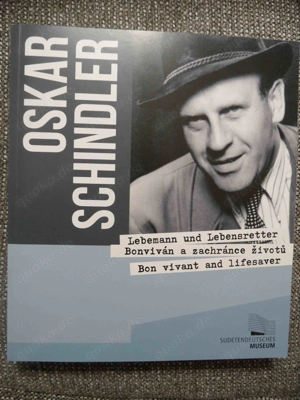 OSKAR
SCHINDLER
Lebemann und Lebensretter
Bonviván a zachránce životů
Bon vivant and lifesaver
SUDETENDEUTSCHES
MUSEUM